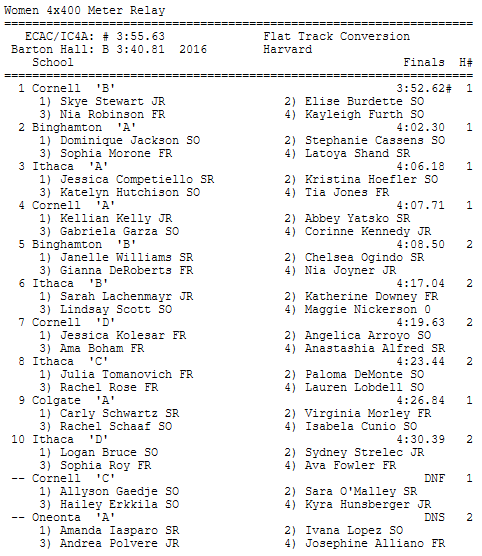 Women 4x400 Meter Relay
================================================================
ECAC/IC4A: # 3:55.63 Flat Track Conversion
Barton Hall: B 3:40.81 2016 Harvard
School Finals H#
================================================================
1 Cornell 'B' 3:52.62# 1
1) Skye Stewart JR 2) Elise Burdette SO
3) Nia Robinson FR 4) Kayleigh Furth SO
2 Binghamton 'A' 4:02.30 1
1) Dominique Jackson SO 2) Stephanie Cassens SO
3) Sophia Morone FR 4) Latoya Shand SR
3 Ithaca 'A' 4:06.18 1
1) Jessica Competiello SR 2) Kristina Hoefler SO
3) Katelyn Hutchison SO 4) Tia Jones FR
4 Cornell 'A' 4:07.71 1
1) Kellian Kelly JR 2) Abbey Yatsko SR
3) Gabriela Garza SO 4) Corinne Kennedy JR
5 Binghamton 'B' 4:08.50 2
1) Janelle Williams SR 2) Chelsea Ogindo SR
3) Gianna DeRoberts FR 4) Nia Joyner JR
6 Ithaca 'B' 4:17.04 2
1) Sarah Lachenmayr JR 2) Katherine Downey FR
3) Lindsay Scott SO 4) Maggie Nickerson 0
7 Cornell 'D' 4:19.63 2
1) Jessica Kolesar FR 2) Angelica Arroyo SO
3) Ama Boham FR 4) Anastashia Alfred SR
8 Ithaca 'C' 4:23.44 2
1) Julia Tomanovich FR 2) Paloma DeMonte SO
3) Rachel Rose FR 4) Lauren Lobdell SO
9 Colgate 'A' 4:26.84 1
1) Carly Schwartz SR 2) Virginia Morley FR
3) Rachel Schaaf SO 4) Isabela Cunio SO
10 Ithaca 'D' 4:30.39 2
1) Logan Bruce SO 2) Sydney Strelec JR
3) Sophia Roy FR 4) Ava Fowler FR
-- Cornell 'C' DNF 1
1) Allyson Gaedje SO 2) Sara O'Malley SR
3) Hailey Erkkila SO 4) Kyra Hunsberger JR
-- Oneonta 'A' DNS 2
1) Amanda Iasparo SR 2) Ivana Lopez SO
3) Andrea Polvere JR 4) Josephine Alliano FR